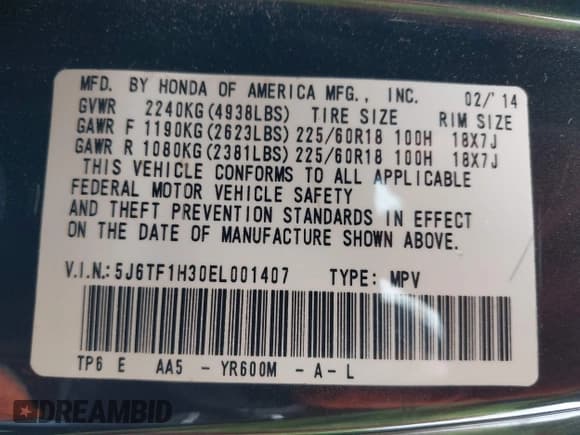 MFD. BY HONDA OF AMERICA MFG., INC. 02/'14
GVWR 2240KG(4938LBS) TIRE SIZE RIM SIZE
GAWR F 1190KG(2623LBS) 225/60R18 100H 18X7J
GAWR R 1080KG(2381LBS) 225/60R18 100H 18X7J
THIS VEHICLE CONFORMS TO ALL APPLICABLE
FEDERAL MOTOR VEHICLE SAFETY
AND THEFT PREVENTION STANDARDS IN EFFECT
ON THE DATE OF MANUFACTURE SHOWN ABOVE.
V.I.N.:5J6TF1H30EL001407 TYPE: MPV
TP6 E AA5 - YR600M - A - L
DREAMBID